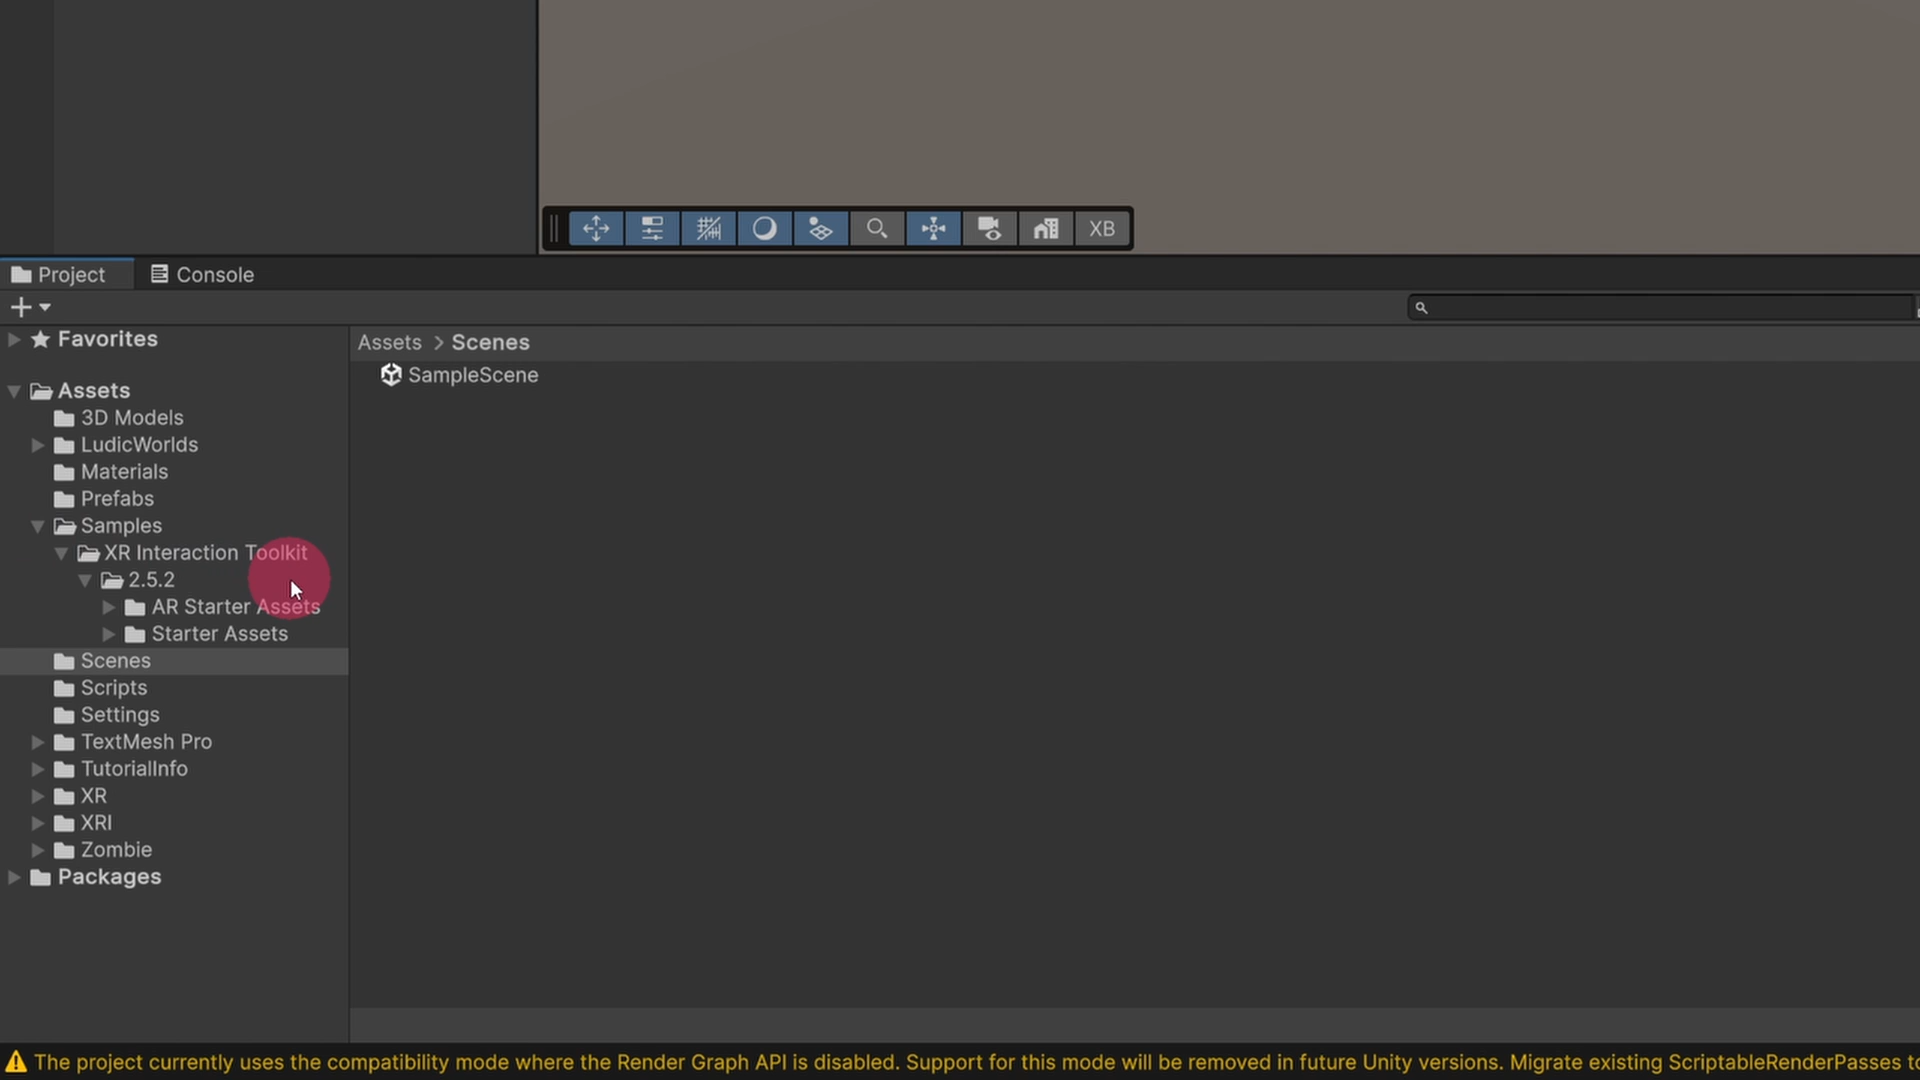 XB
Project
Console
Favorites
Assets
3D Models
LudicWorlds
Materials
Prefabs
Samples
XR Interaction Toolkit
2.5.2
AR Starter Assets
Starter Assets
Scenes
Scripts
Settings
TextMesh Pro
TutorialInfo
XR
XRI
Zombie
Packages
Assets > Scenes
SampleScene
The project currently uses the compatibility mode where the Render Graph API is disabled. Support for this mode will be removed in future Unity versions. Migrate existing ScriptableRenderPasses to